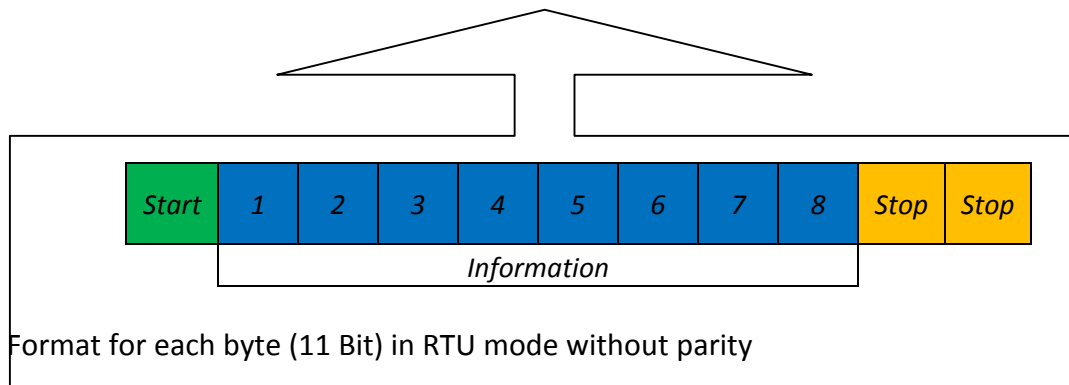 Start 1 2 3 4 5 6 7 8 Stop Stop
Information
Format for each byte (11 Bit) in RTU mode without parity